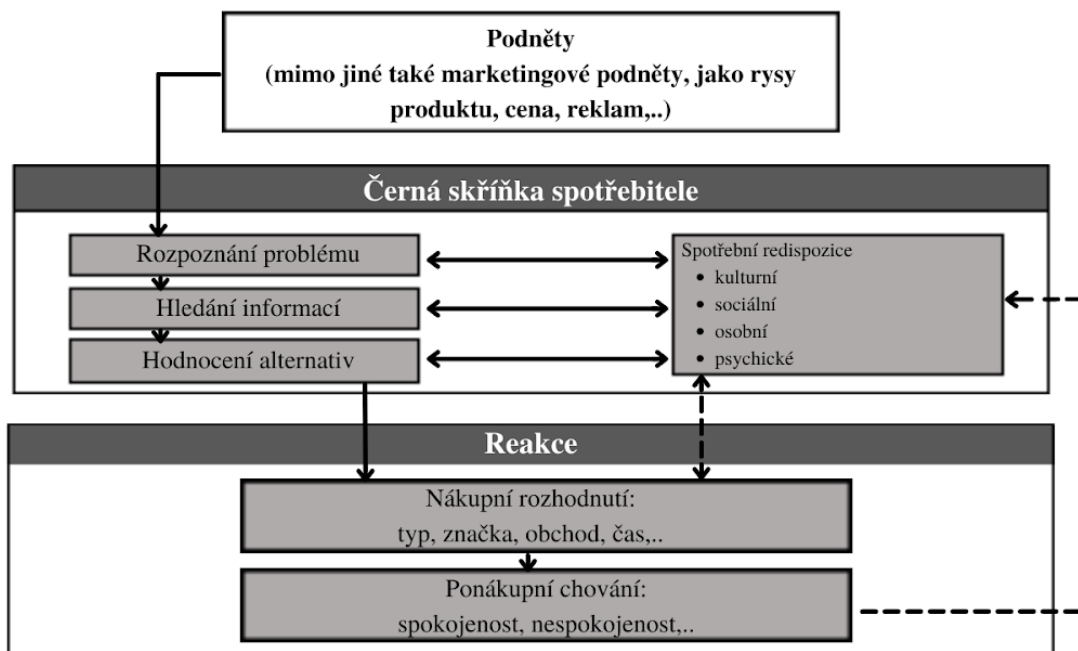 Podněty
(mimo jiné také marketingové podněty, jako rysy
produktu, cena, reklam,..)
Černá skříňka spotřebitele
Rozpoznání problému
Hledání informací
Hodnocení alternativ
Spotřební redispozice
• kulturní
• sociální
• osobní
• psychické
Reakce
Nákupní rozhodnutí:
typ, značka, obchod, čas,..
Ponákupní chování:
spokojenost, nespokojenost,..